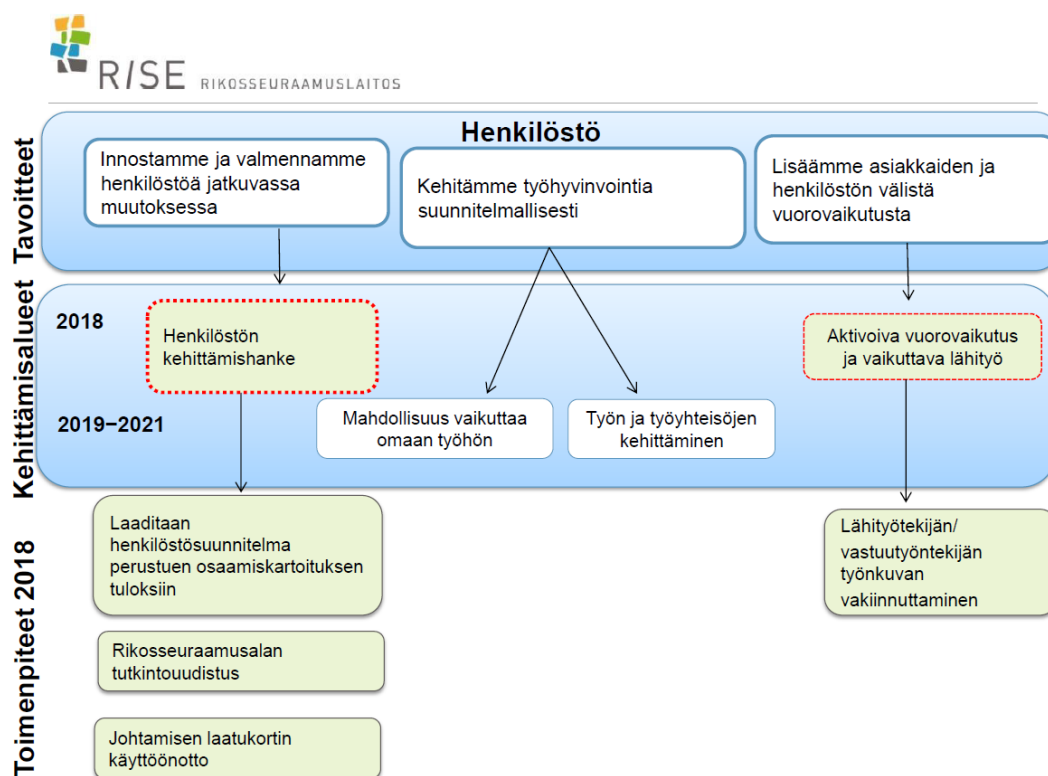 RISE RIKOSSEURAAMUSLAITOS
Henkilöstö
Tavoitteet
Innostamme ja valmennamme
henkilöstöä jatkuvassa
muutoksessa
Kehitämme työhyvinvointia
suunnitelmallisesti
Lisäämme asiakkaiden ja
henkilöstön välistä
vuorovaikutusta
Kehittämisalueet
2018
Henkilöstön
kehittämishanke
Aktivoiva vuorovaikutus
ja vaikuttava lähityö
2019–2021
Mahdollisuus vaikuttaa
omaan työhön
Työn ja työyhteisöjen
kehittäminen
Toimenpiteet 2018
Laaditaan
henkilöstösuunnitelma
perustuen osaamiskartoituksen
tuloksiin
Lähityötekijän/
vastuutyöntekijän
työnkuvan
vakiinnuttaminen
Rikosseuraamusalan
tutkintouudistus
Johtamisen laatukortin
käyttöönotto